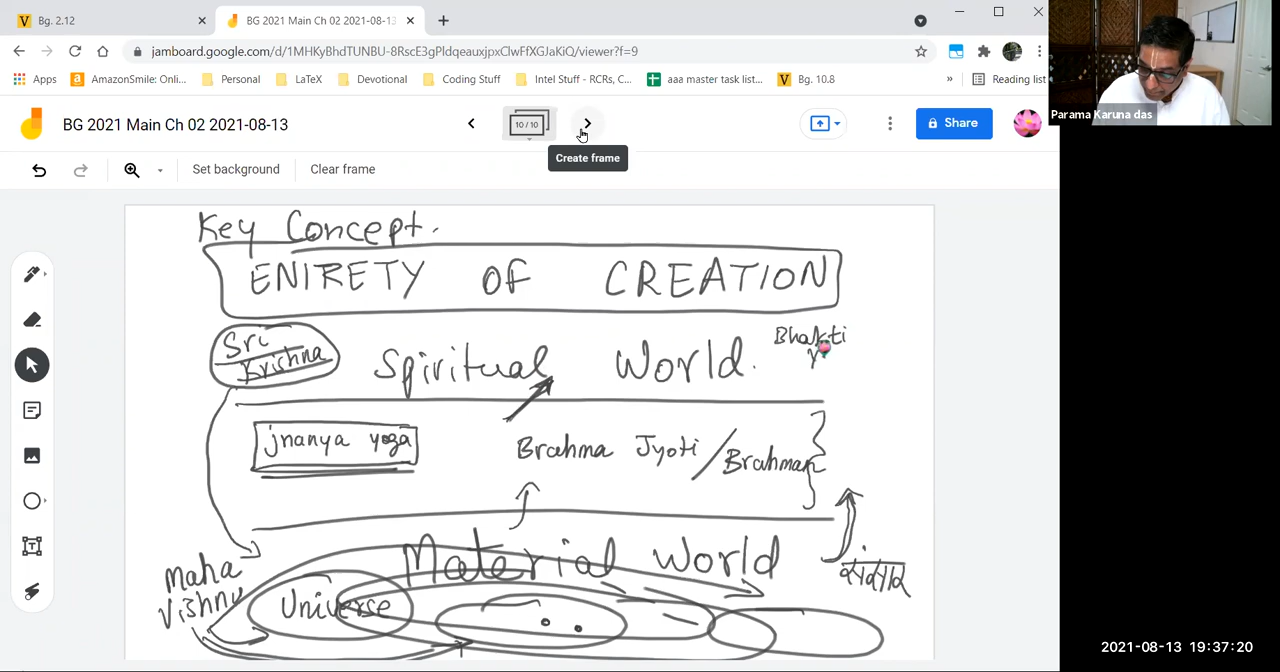 Bg. 2.12
BG 2021 Main Ch 02 2021-08-13
jamboard.google.com/d/1MHKyBhdTUNBU-8RscE3gPldqeauxjpxClwFfXGJaKiQ/viewer?f=9
Apps AmazonSmile: Onli... Personal LaTeX Devotional Coding Stuff Intel Stuff - RCRs, C... aaa master task list... Bg. 10.8 » Reading list
Parama Karuna das
BG 2021 Main Ch 02 2021-08-13
10/10
Share
Create frame
Set background Clear frame
Key Concept.
ENIRETY OF CREATION
Sri
Krishna
Spiritual World.
Bhakti
jnanya yoga
Brahma Jyoti/Brahman
Material World
Maha
Vishnu
Universe
2021-08-13 19:37:20